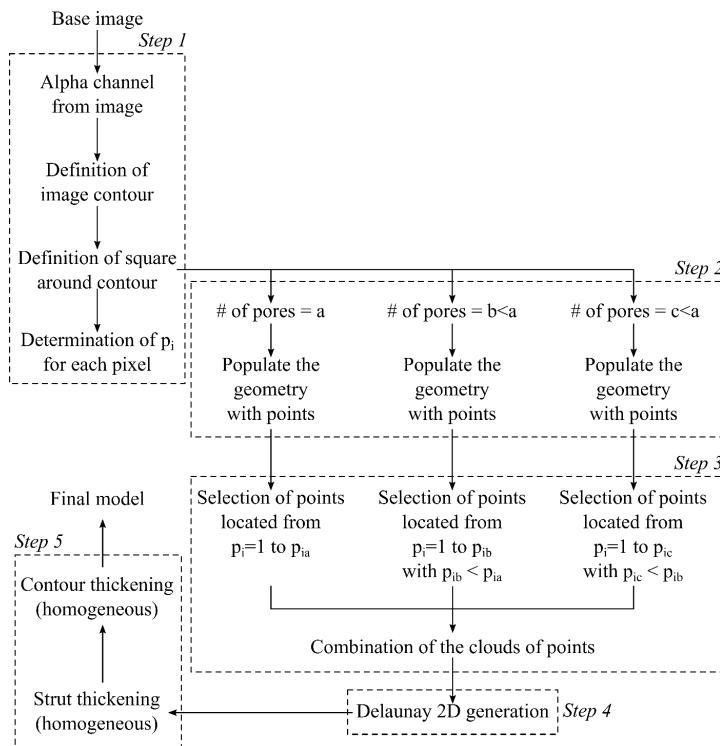 Base image
Step 1
Alpha channel
from image
Definition of
image contour
Definition of square
around contour
Determination of pᵢ
for each pixel
Step 2
# of pores = a
Populate the
geometry
with points
# of pores = b<a
Populate the
geometry
with points
# of pores = c<a
Populate the
geometry
with points
Step 3
Selection of points
located from
pᵢ=1 to pᵢₐ
Selection of points
located from
pᵢ=1 to p_ib
with p_ib < pᵢₐ
Selection of points
located from
pᵢ=1 to p_ic
with p_ic < p_ib
Combination of the clouds of points
Delaunay 2D generation
Step 4
Final model
Step 5
Contour thickening
(homogeneous)
Strut thickening
(homogeneous)